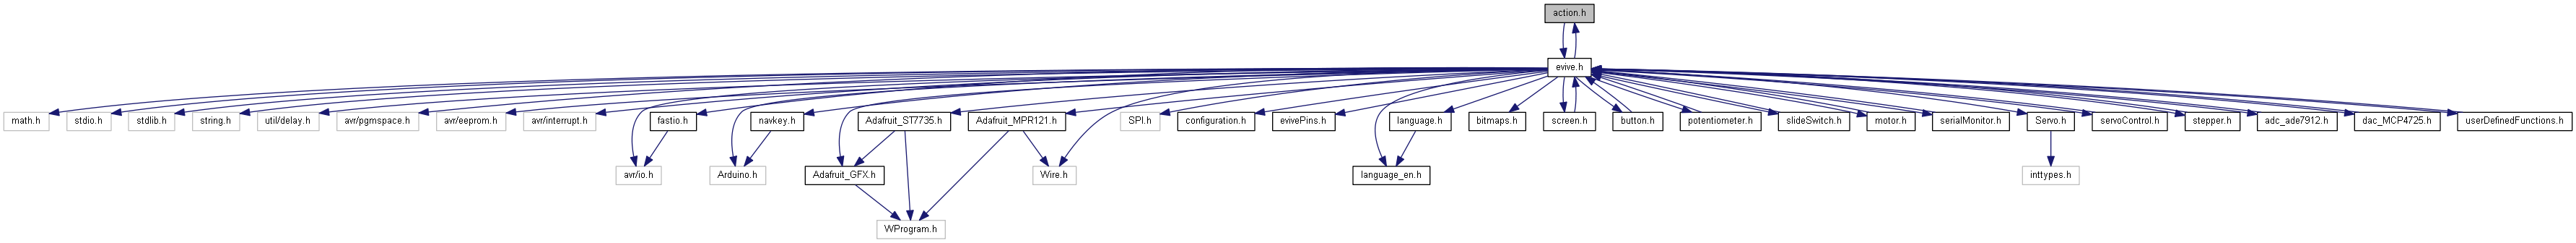 action.h
evive.h
math.h
stdio.h
stdlib.h
string.h
util/delay.h
avr/pgmspace.h
avr/eeprom.h
avr/interrupt.h
fastio.h
navkey.h
Adafruit_ST7735.h
Adafruit_MPR121.h
SPI.h
configuration.h
evivePins.h
language.h
bitmaps.h
screen.h
button.h
potentiometer.h
slideSwitch.h
motor.h
serialMonitor.h
Servo.h
servoControl.h
stepper.h
adc_ade7912.h
dac_MCP4725.h
userDefinedFunctions.h
avr/io.h
Arduino.h
Adafruit_GFX.h
Wire.h
language_en.h
inttypes.h
WProgram.h